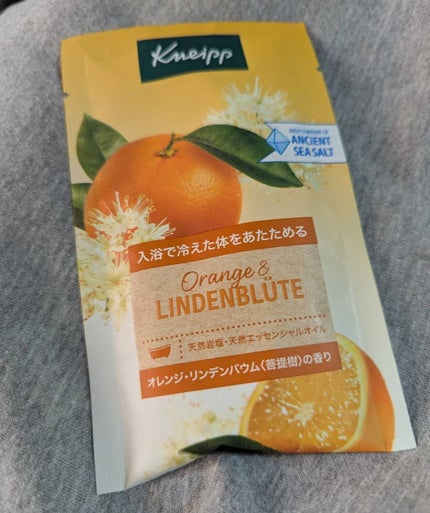 Kneipp
HIGH CONTENT OF
ANCIENT
SEA SALT
入浴で冷えた体をあたためる
Orange &
LINDENBLÜTE
天然岩塩・天然エッセンシャルオイル
オレンジ・リンデンバウム〈菩提樹〉の香り